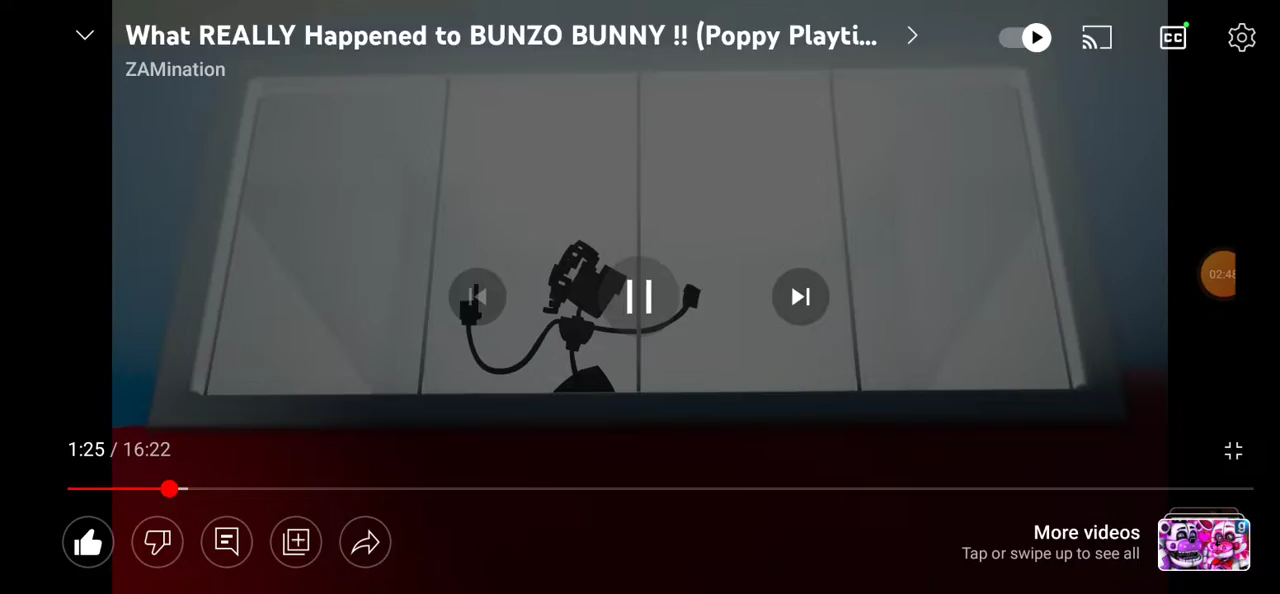 What REALLY Happened to BUNZO BUNNY !! (Poppy Playti...
ZAMination
CC
02:48
1:25 / 16:22
More videos
Tap or swipe up to see all
g